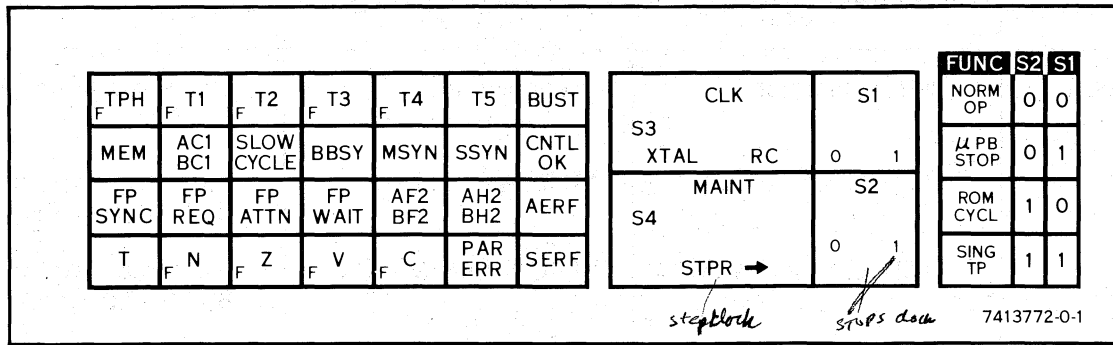 FUNC S2 S1
F TPH F T1 F T2 F T3 F T4 T5 BUST
CLK S1
NORM OP 0 0
MEM AC1 BC1 SLOW CYCLE BBSY MSYN SSYN CNTL OK
S3
XTAL RC 0 1
μ PB STOP 0 1
FP SYNC FP REQ FP ATTN FP WAIT AF2 BF2 AH2 BH2 AERF
MAINT S2
S4
ROM CYCL 1 0
T F N F Z F V F C PAR ERR SERF
0 1
STPR →
SING TP 1 1
stepclock STOPS clock 7413772-0-1